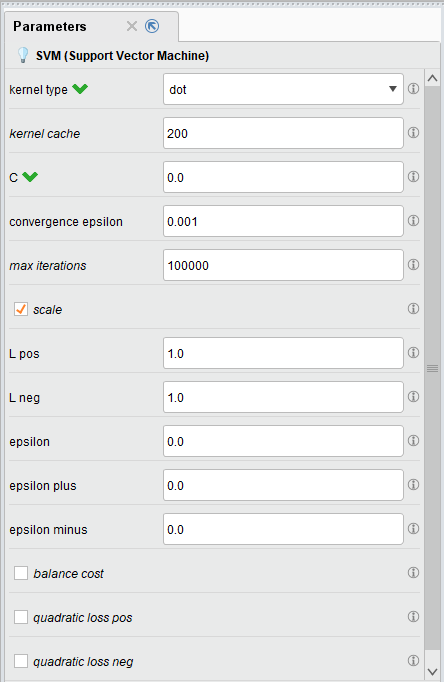 Parameters
SVM (Support Vector Machine)
kernel type dot
kernel cache 200
C 0.0
convergence epsilon 0.001
max iterations 100000
scale
L pos 1.0
L neg 1.0
epsilon 0.0
epsilon plus 0.0
epsilon minus 0.0
balance cost
quadratic loss pos
quadratic loss neg